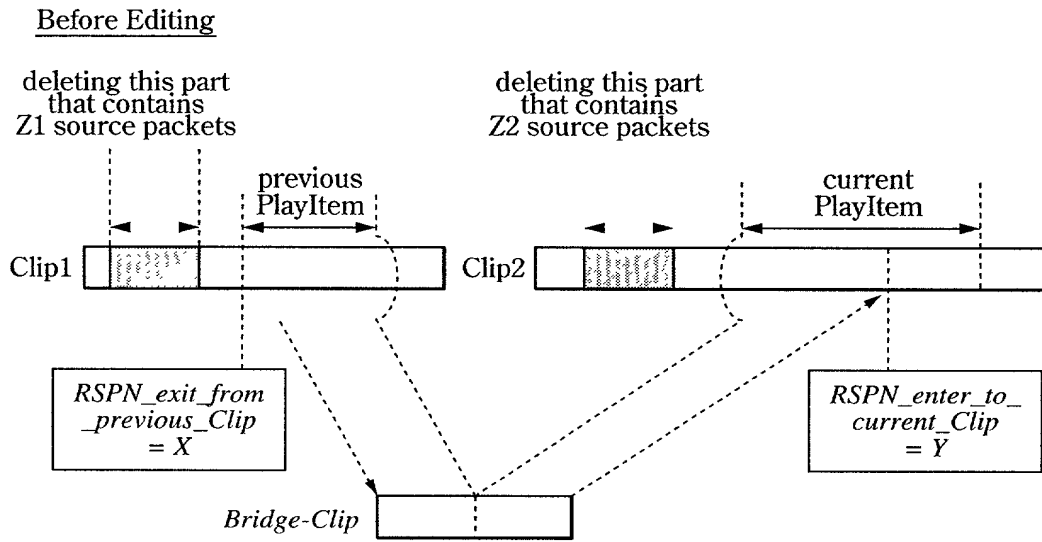 Before Editing
deleting this part
that contains
Z1 source packets
deleting this part
that contains
Z2 source packets
previous
PlayItem
current
PlayItem
Clip1
Clip2
RSPN_exit_from
_previous_Clip
= X
RSPN_enter_to_
current_Clip
= Y
Bridge-Clip